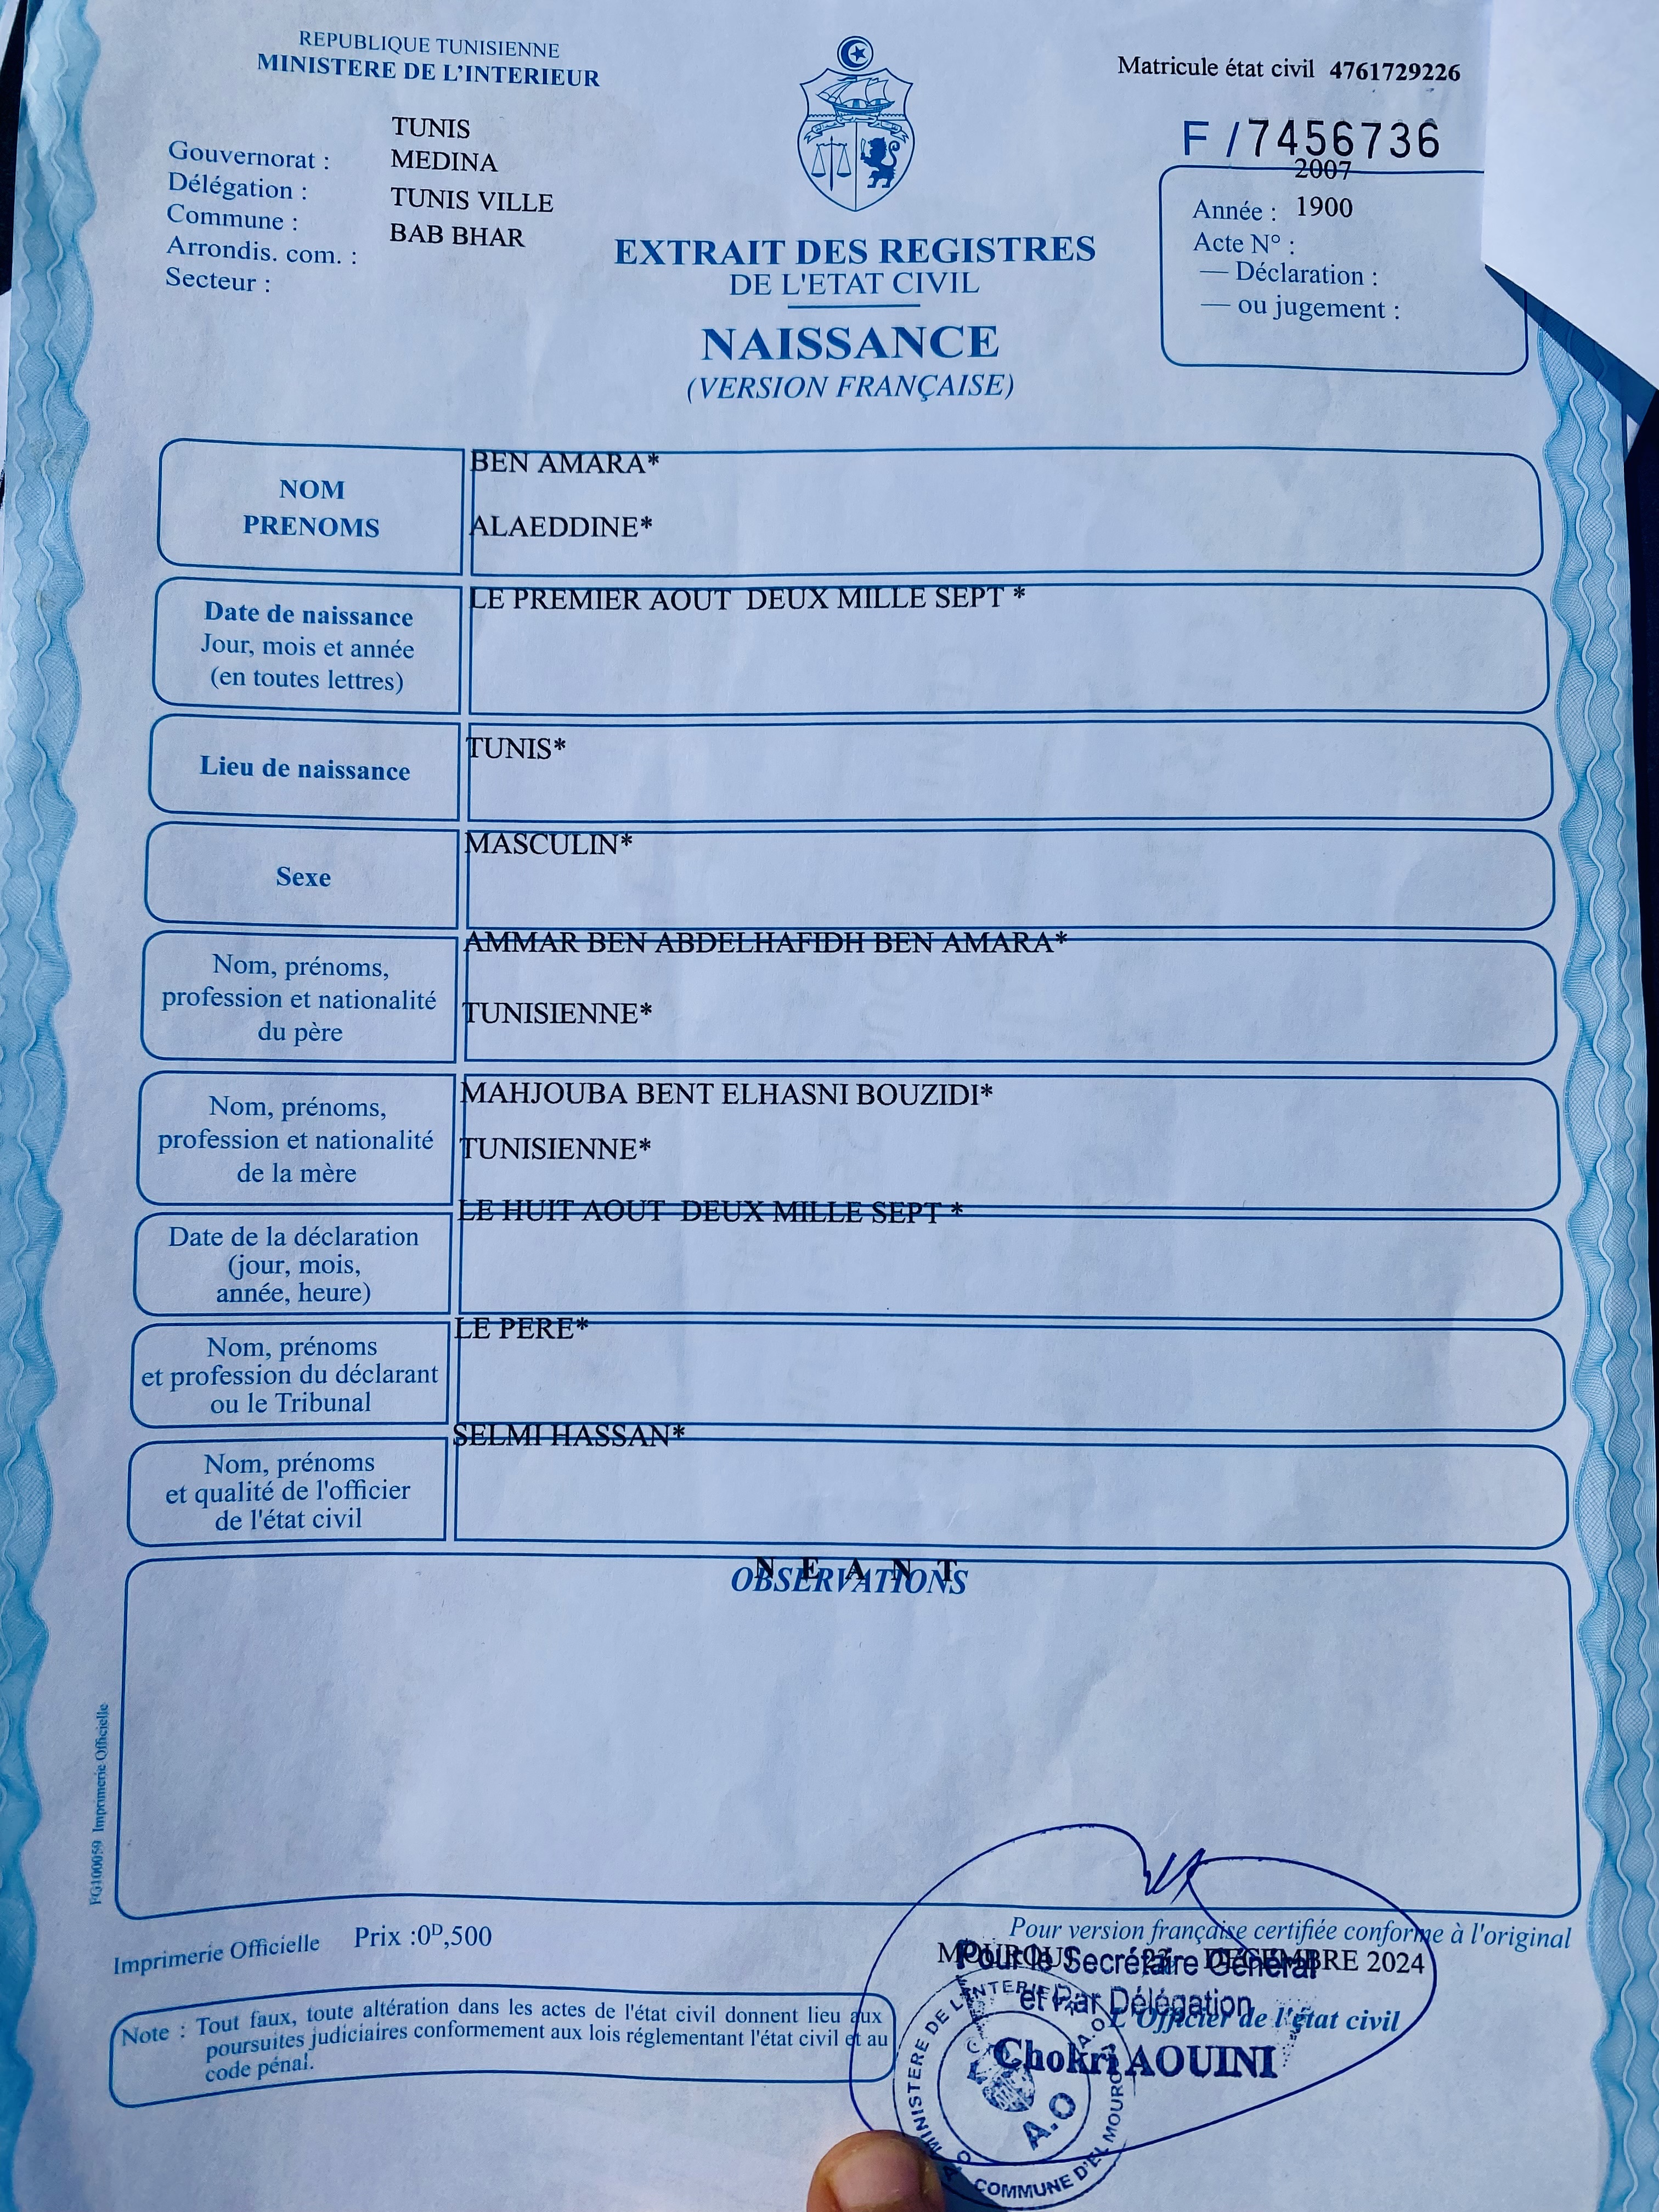 REPUBLIQUE TUNISIENNE
MINISTERE DE L'INTERIEUR
Matricule état civil 4761729226
F / 7456736
TUNIS
Gouvernorat :
MEDINA
Délégation :
TUNIS VILLE
Commune :
BAB BHAR
Arrondis. com. :
Secteur :
2007
Année : 1900
Acte N° :
— Déclaration :
— ou jugement :
EXTRAIT DES REGISTRES
DE L'ETAT CIVIL
NAISSANCE
(VERSION FRANÇAISE)
NOM
PRENOMS
BEN AMARA*
ALAEDDINE*
Date de naissance
Jour, mois et année
(en toutes lettres)
LE PREMIER AOUT DEUX MILLE SEPT *
Lieu de naissance
TUNIS*
Sexe
MASCULIN*
Nom, prénoms,
profession et nationalité
du père
AMMAR BEN ABDELHAFIDH BEN AMARA*
TUNISIENNE*
Nom, prénoms,
profession et nationalité
de la mère
MAHJOUBA BENT ELHASNI BOUZIDI*
TUNISIENNE*
Date de la déclaration
(jour, mois,
année, heure)
LE HUIT AOUT DEUX MILLE SEPT *
Nom, prénoms
et profession du déclarant
ou le Tribunal
LE PERE*
Nom, prénoms
et qualité de l'officier
de l'état civil
SELMI HASSAN*
N E A N T
OBSERVATIONS
FG100059 Imprimerie Officielle
Imprimerie Officielle Prix :0ᴰ,500
Pour version française certifiée conforme à l'original
MOUROUJ DECEMBRE 2024
Pour le Secrétaire Général
et Par Délégation
L'Officier de l'état civil
Chokri AOUINI
MINISTERE DE L'INTERIEUR
A.O
COMMUNE D'EL MOUROUJ
Note : Tout faux, toute altération dans les actes de l'état civil donnent lieu aux
poursuites judiciaires conformement aux lois réglementant l'état civil et au
code pénal.